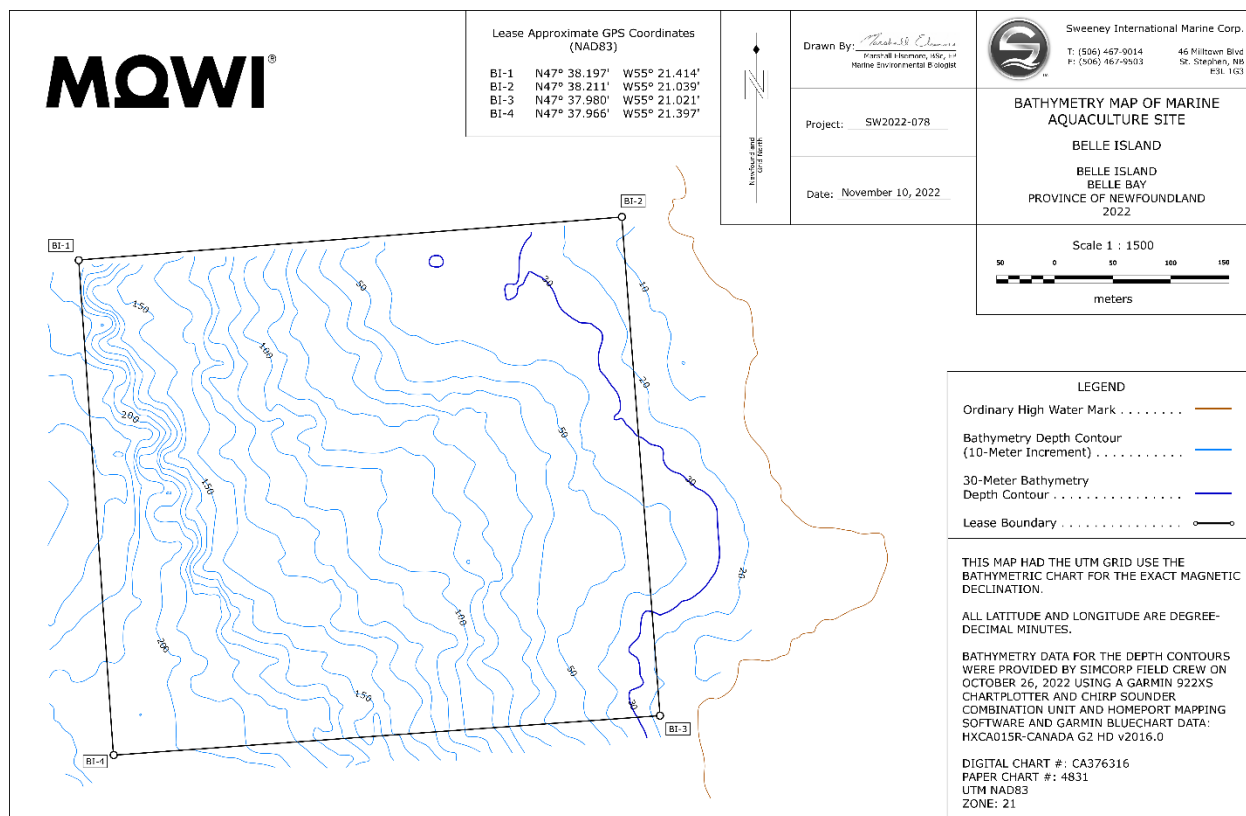 MOWI®
Lease Approximate GPS Coordinates
(NAD83)
BI-1 N47° 38.197' W55° 21.414'
BI-2 N47° 38.211' W55° 21.039'
BI-3 N47° 37.980' W55° 21.021'
BI-4 N47° 37.966' W55° 21.397'
N
Newfound and
Grid North
Drawn By:
Marine Environmental Biologist
Project: SW2022-078
Date: November 10, 2022
Sweeney International Marine Corp.
T: (506) 467-9014 46 Milltown Blvd
F: (506) 467-9503 St. Stephen, NB
E3L 1G3
BATHYMETRY MAP OF MARINE
AQUACULTURE SITE
BELLE ISLAND
BELLE ISLAND
BELLE BAY
PROVINCE OF NEWFOUNDLAND
2022
Scale 1 : 1500
50 0 50 100 150
meters
LEGEND
Ordinary High Water Mark . . . . . . . .
Bathymetry Depth Contour
(10-Meter Increment) . . . . . . . . . . .
30-Meter Bathymetry
Depth Contour . . . . . . . . . . . . . . . .
Lease Boundary . . . . . . . . . . . . . .
THIS MAP HAD THE UTM GRID USE THE
BATHYMETRIC CHART FOR THE EXACT MAGNETIC
DECLINATION.
ALL LATITUDE AND LONGITUDE ARE DEGREE-
DECIMAL MINUTES.
BATHYMETRY DATA FOR THE DEPTH CONTOURS
WERE PROVIDED BY SIMCORP FIELD CREW ON
OCTOBER 26, 2022 USING A GARMIN 922XS
CHARTPLOTTER AND CHIRP SOUNDER
COMBINATION UNIT AND HOMEPORT MAPPING
SOFTWARE AND GARMIN BLUECHART DATA:
HXCA015R-CANADA G2 HD v2016.0
DIGITAL CHART #: CA376316
PAPER CHART #: 4831
UTM NAD83
ZONE: 21
BI-1
BI-2
BI-3
BI-4
150
50
30
10
100
20
200
50
150
30
20
100
200
50
150
30